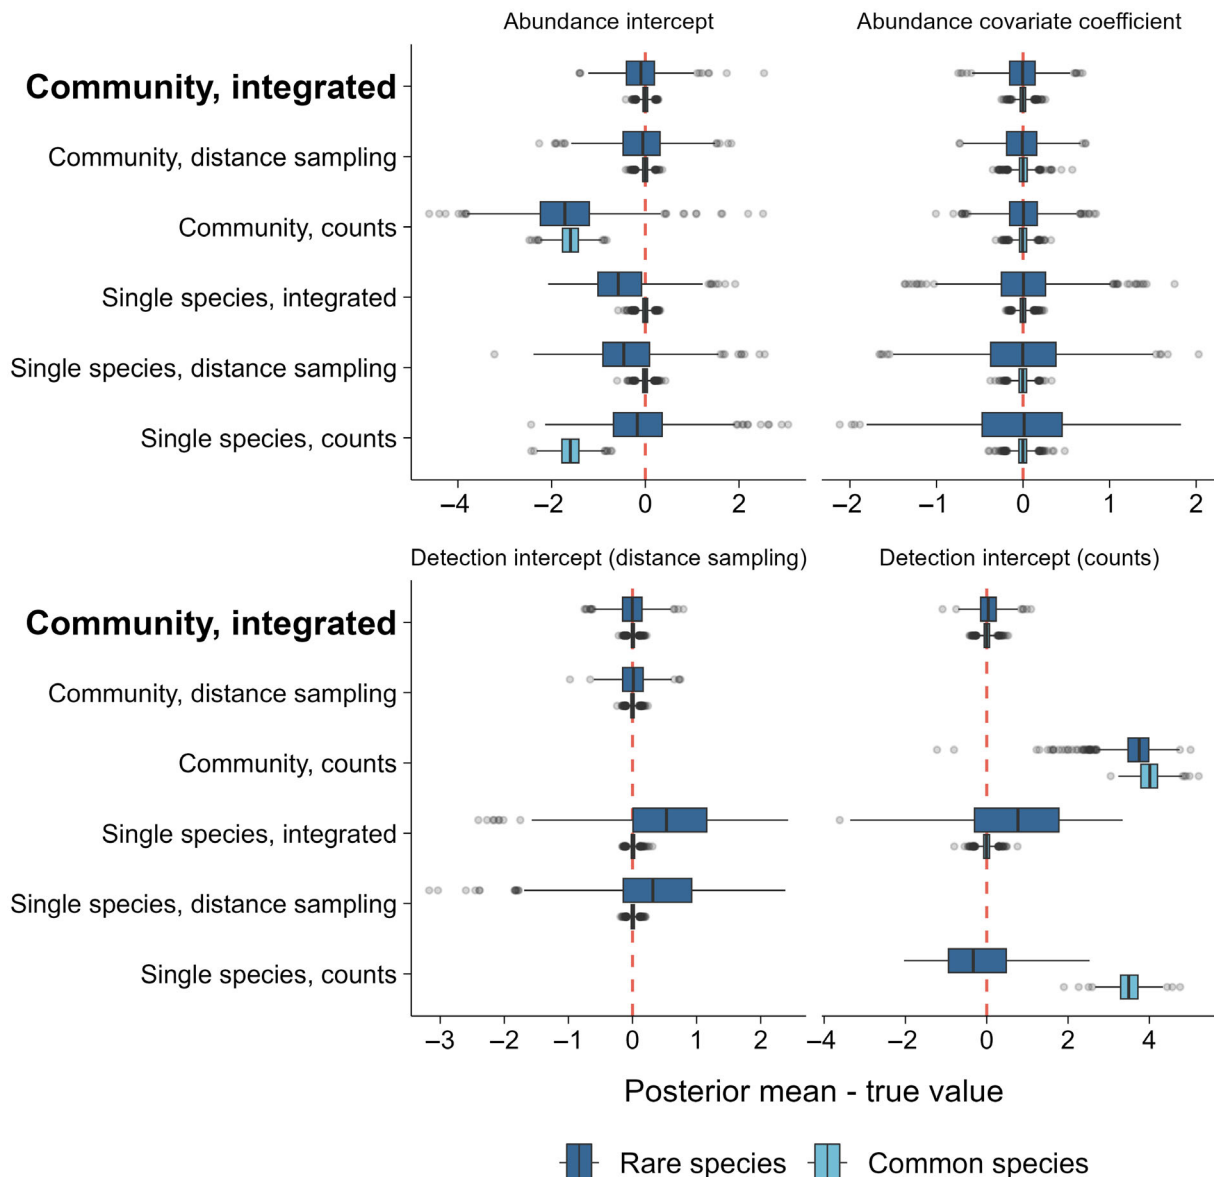 Abundance intercept
Abundance covariate coefficient
Community, integrated
Community, distance sampling
Community, counts
Single species, integrated
Single species, distance sampling
Single species, counts
−4 −2 0 2
−2 −1 0 1 2
Detection intercept (distance sampling)
Detection intercept (counts)
Community, integrated
Community, distance sampling
Community, counts
Single species, integrated
Single species, distance sampling
Single species, counts
−3 −2 −1 0 1 2
−4 −2 0 2 4
Posterior mean - true value
Rare species
Common species